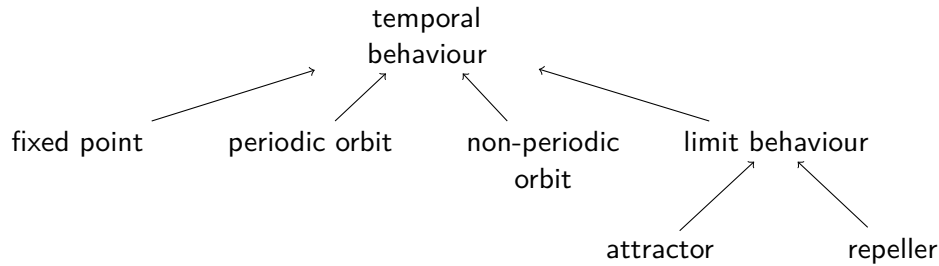 temporal
behaviour
fixed point
periodic orbit
non-periodic
orbit
limit behaviour
attractor
repeller